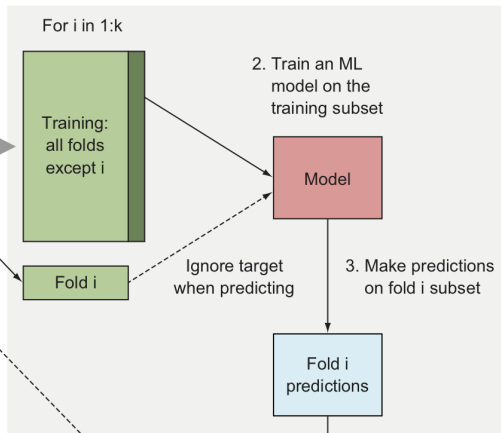 For i in 1:k
2. Train an ML
model on the
training subset
Training:
all folds
except i
Model
Fold i
Ignore target
when predicting
3. Make predictions
on fold i subset
Fold i
predictions